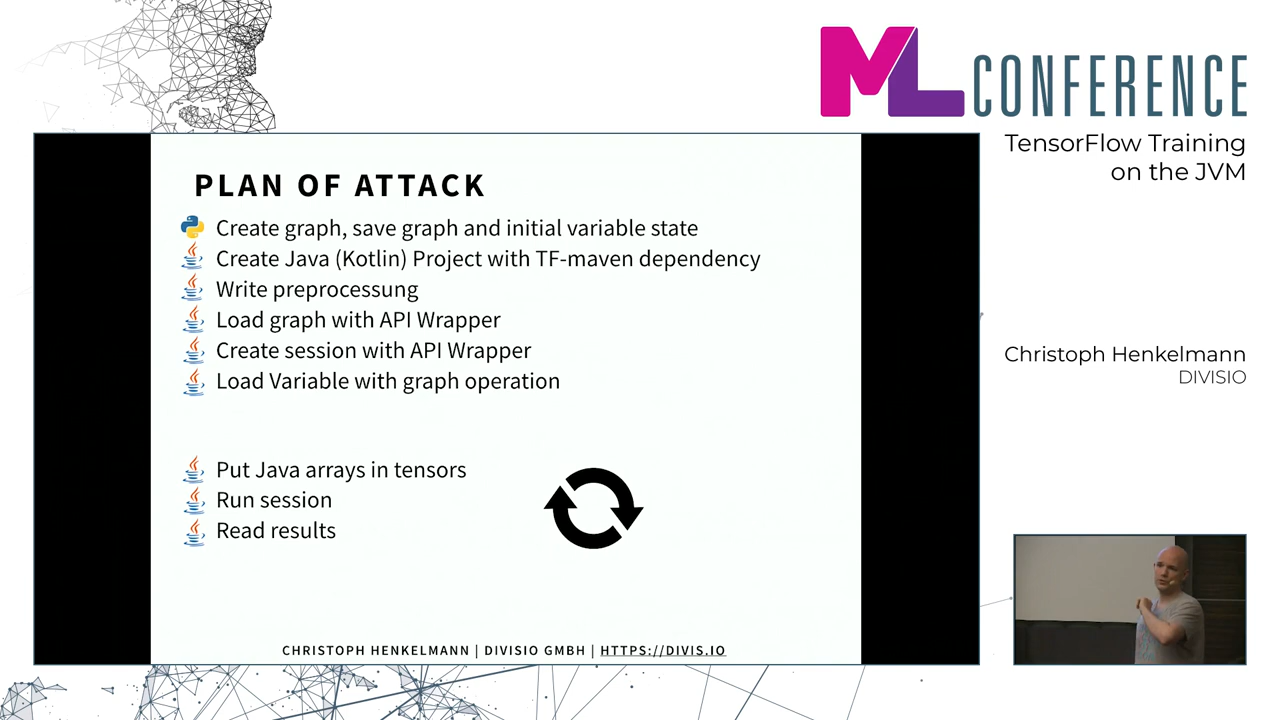 ML CONFERENCE
TensorFlow Training
on the JVM
PLAN OF ATTACK
Create graph, save graph and initial variable state
Create Java (Kotlin) Project with TF-maven dependency
Write preprocessung
Load graph with API Wrapper
Create session with API Wrapper
Load Variable with graph operation
Put Java arrays in tensors
Run session
Read results
CHRISTOPH HENKELMANN | DIVISIO GMBH | HTTPS://DIVIS.IO
Christoph Henkelmann
DIVISIO